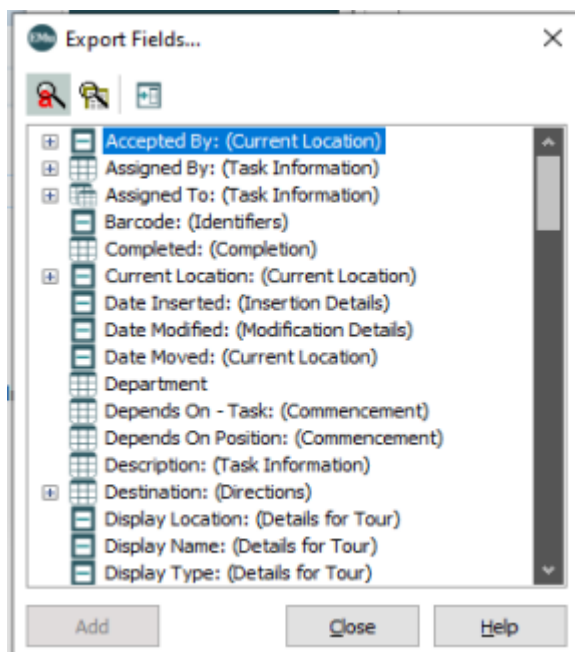 EMu Export Fields...
Accepted By: (Current Location)
Assigned By: (Task Information)
Assigned To: (Task Information)
Barcode: (Identifiers)
Completed: (Completion)
Current Location: (Current Location)
Date Inserted: (Insertion Details)
Date Modified: (Modification Details)
Date Moved: (Current Location)
Department
Depends On - Task: (Commencement)
Depends On Position: (Commencement)
Description: (Task Information)
Destination: (Directions)
Display Location: (Details for Tour)
Display Name: (Details for Tour)
Display Type: (Details for Tour)
Add Close Help